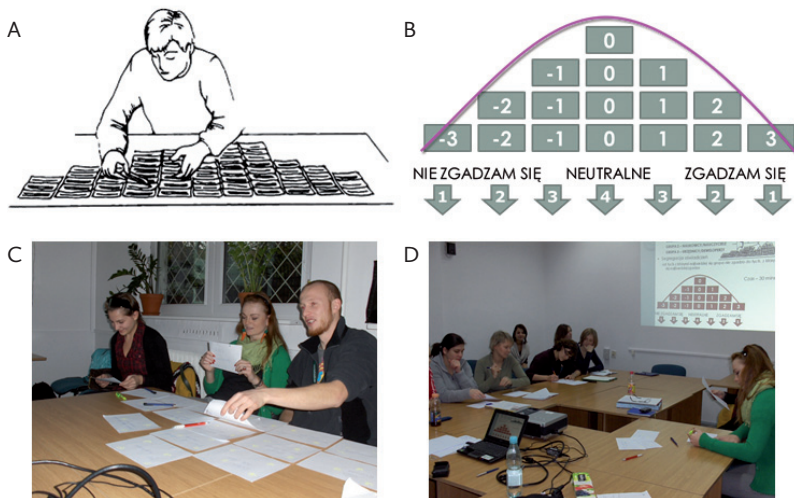 A
B
0
-1 0 1
-2 -1 0 1 2
-3 -2 -1 0 1 2 3
NIE ZGADZAM SIĘ NEUTRALNE ZGADZAM SIĘ
1 2 3 4 3 2 1
C
D